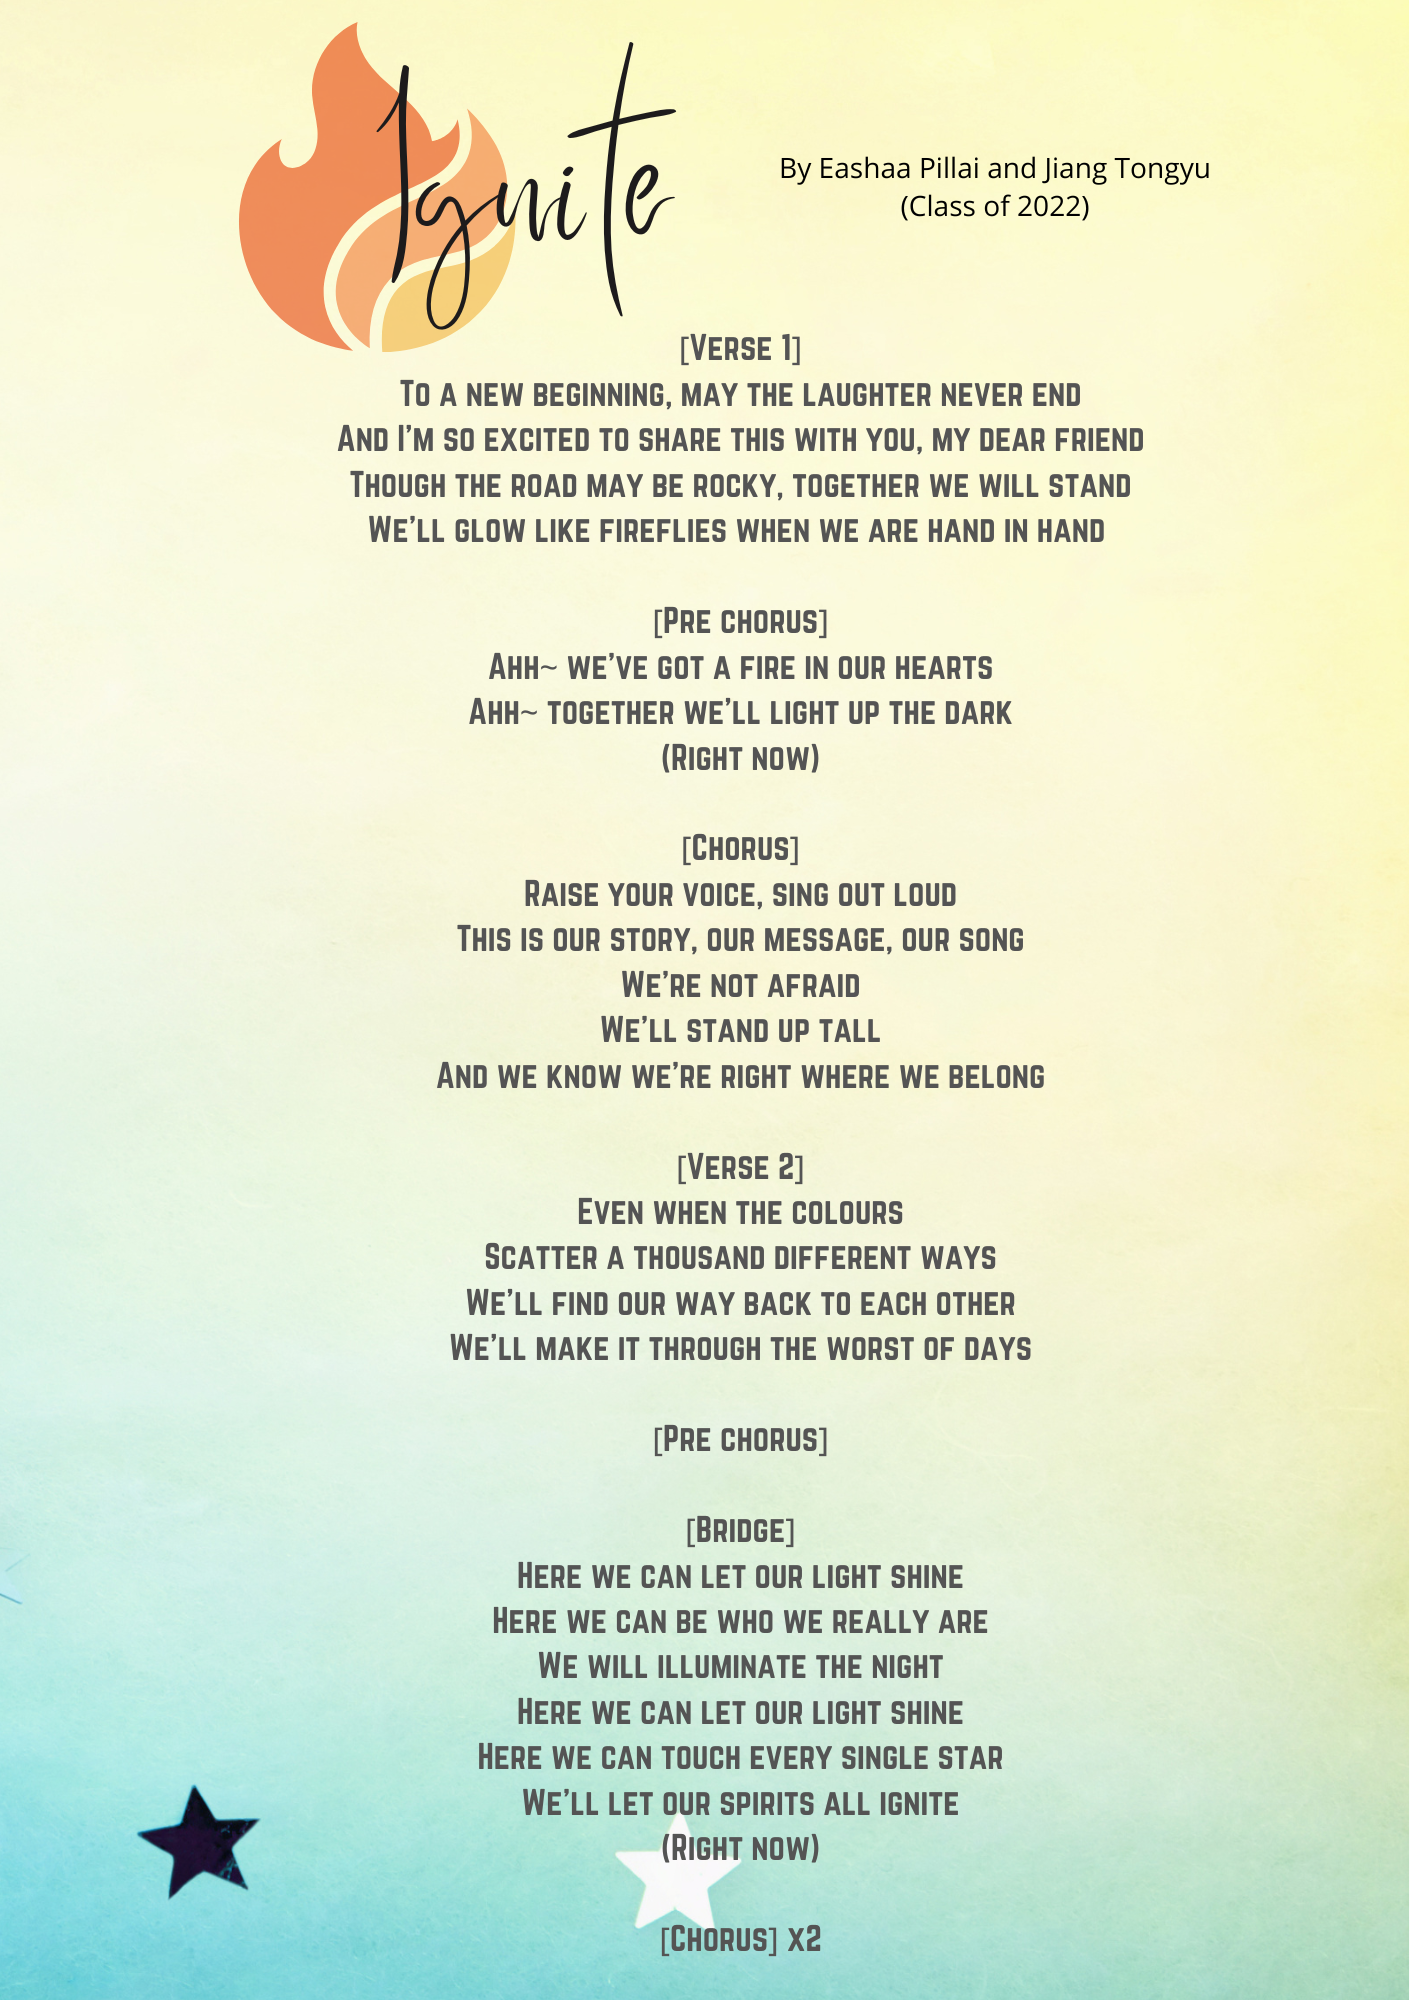 Ignite
By Eashaa Pillai and Jiang Tongyu
(Class of 2022)
[Verse 1]
To a new beginning, may the laughter never end
And I'm so excited to share this with you, my dear friend
Though the road may be rocky, together we will stand
We'll glow like fireflies when we are hand in hand
[Pre chorus]
Ahh~ we've got a fire in our hearts
Ahh~ together we'll light up the dark
(Right now)
[Chorus]
Raise your voice, sing out loud
This is our story, our message, our song
We're not afraid
We'll stand up tall
And we know we're right where we belong
[Verse 2]
Even when the colours
Scatter a thousand different ways
We'll find our way back to each other
We'll make it through the worst of days
[Pre chorus]
[Bridge]
Here we can let our light shine
Here we can be who we really are
We will illuminate the night
Here we can let our light shine
Here we can touch every single star
We'll let our spirits all ignite
(Right now)
[Chorus] x2